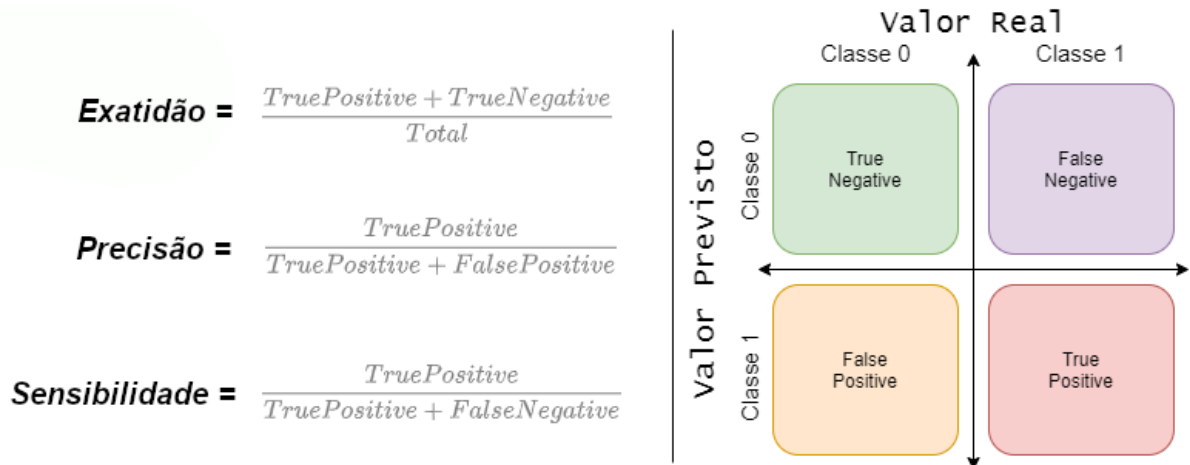 Exatidão =
TruePositive + TrueNegative
Total
Precisão =
TruePositive
TruePositive + FalsePositive
Sensibilidade =
TruePositive
TruePositive + FalseNegative
Valor Real
Classe 0
Classe 1
Valor Previsto
Classe 0
True
Negative
False
Negative
Classe 1
False
Positive
True
Positive